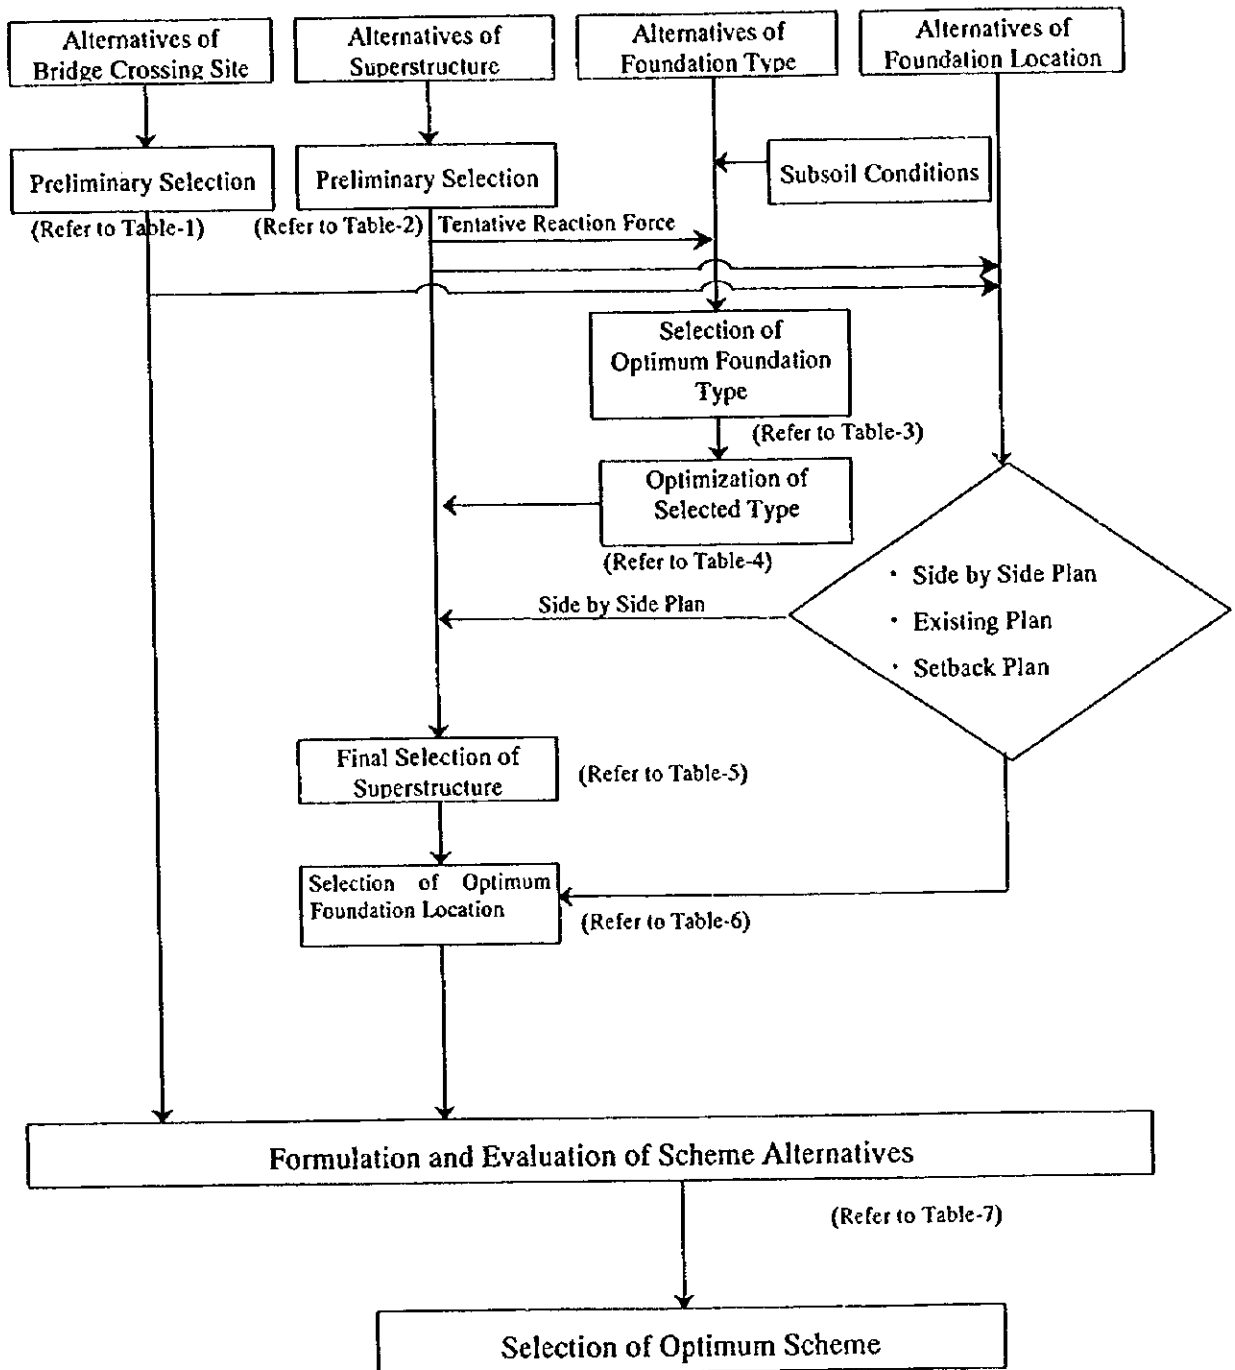 Alternatives of
Bridge Crossing Site
Alternatives of
Superstructure
Alternatives of
Foundation Type
Alternatives of
Foundation Location
Preliminary Selection
(Refer to Table-1)
Preliminary Selection
(Refer to Table-2)
Subsoil Conditions
Tentative Reaction Force
Selection of
Optimum Foundation
Type
(Refer to Table-3)
Optimization of
Selected Type
(Refer to Table-4)
· Side by Side Plan
· Existing Plan
· Setback Plan
Side by Side Plan
Final Selection of
Superstructure
(Refer to Table-5)
Selection of Optimum
Foundation Location
(Refer to Table-6)
Formulation and Evaluation of Scheme Alternatives
(Refer to Table-7)
Selection of Optimum Scheme